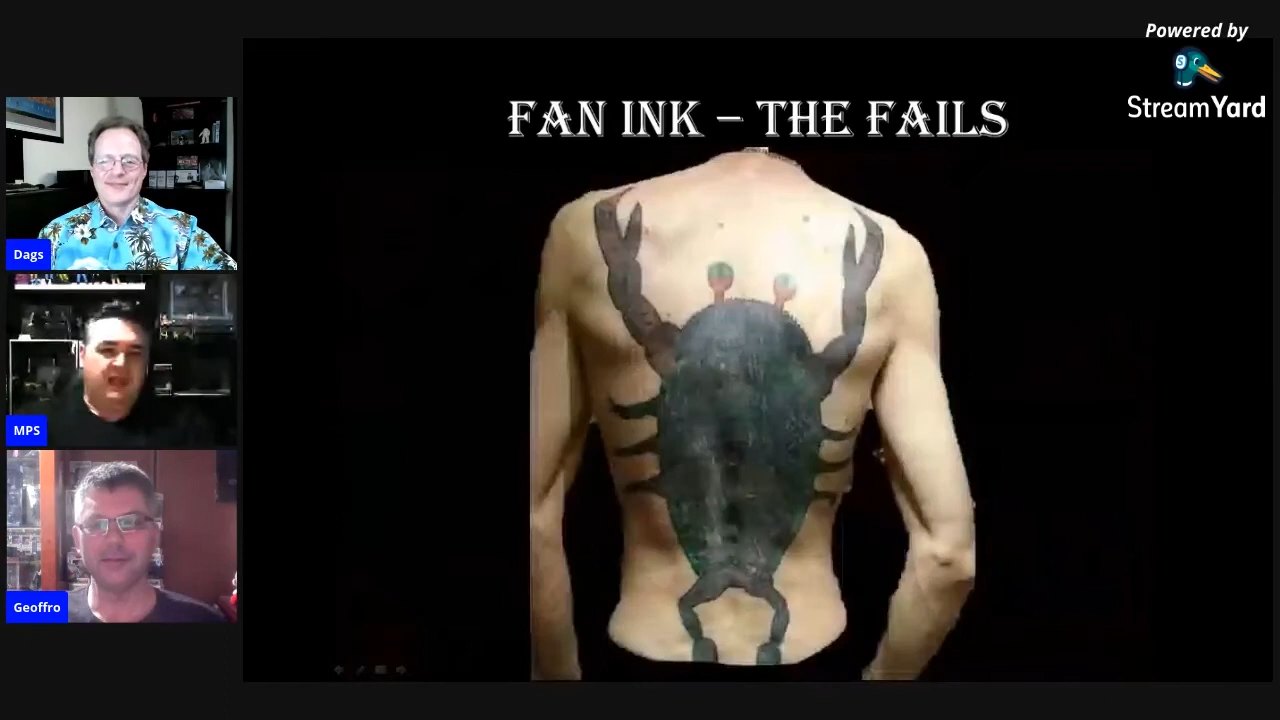 Powered by
StreamYard
FAN INK – THE FAILS
Dags
MPS
Geoffro